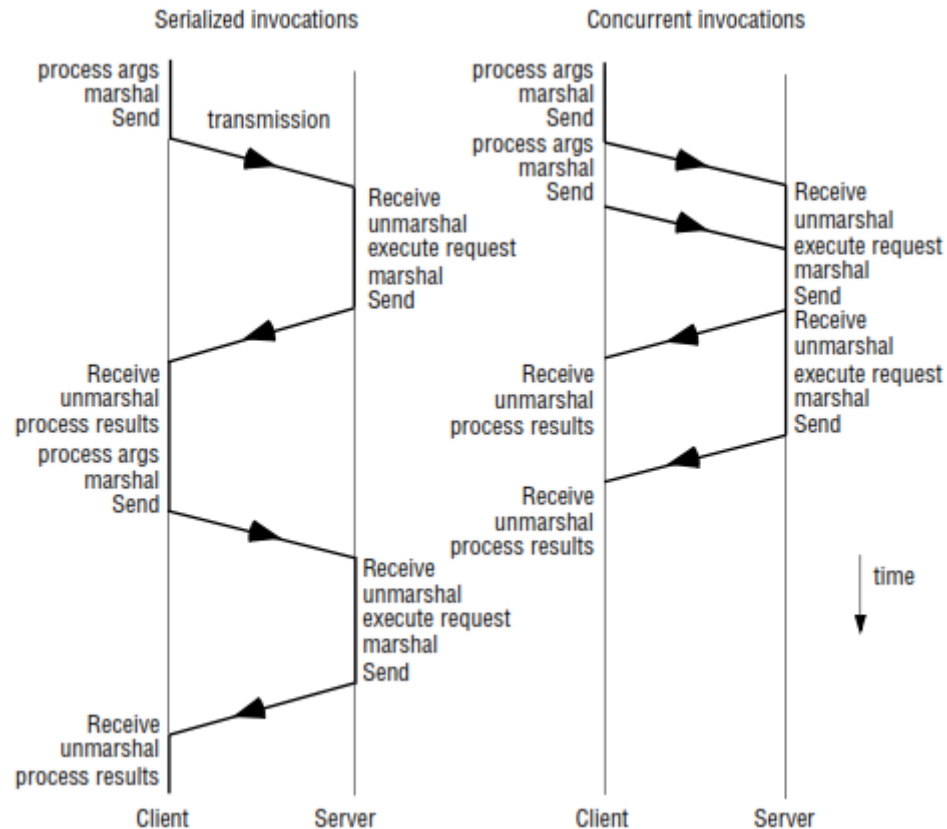 Serialized invocations
process args
marshal
Send
transmission
Receive
unmarshal
execute request
marshal
Send
Receive
unmarshal
process results
process args
marshal
Send
Receive
unmarshal
execute request
marshal
Send
Receive
unmarshal
process results
Client
Server
Concurrent invocations
process args
marshal
Send
process args
marshal
Send
Receive
unmarshal
execute request
marshal
Send
Receive
unmarshal
execute request
marshal
Send
Receive
unmarshal
process results
Receive
unmarshal
process results
time
Client
Server